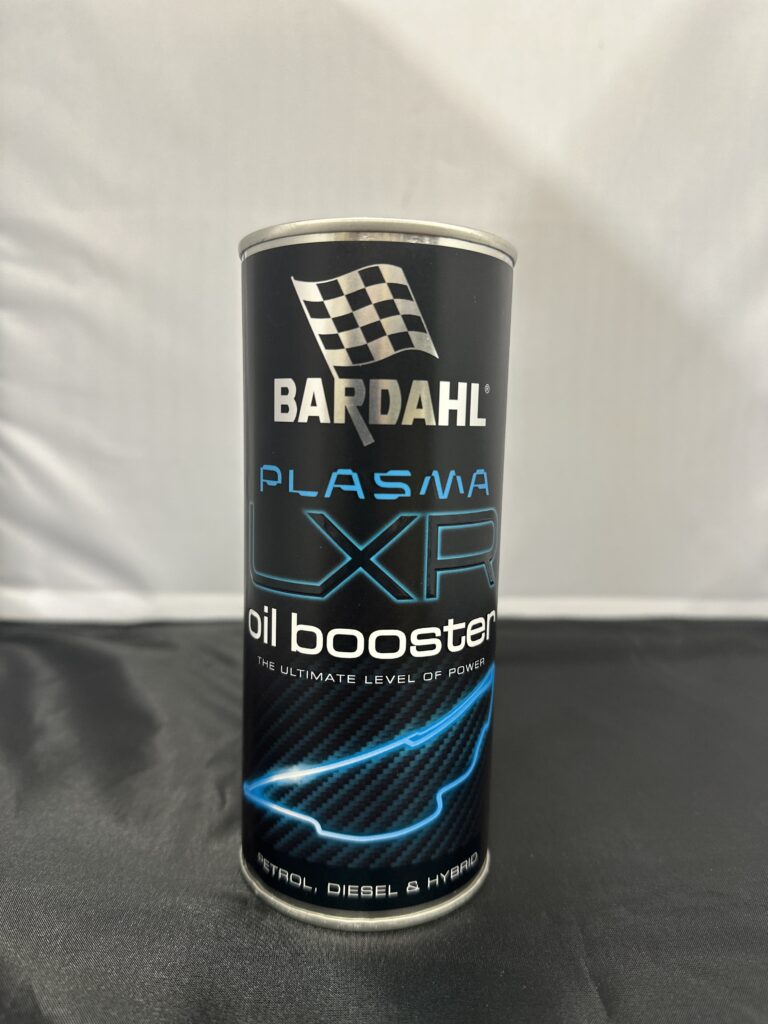 BARDAHL®
PLASMA
LXR
oil booster
THE ULTIMATE LEVEL OF POWER
PETROL, DIESEL & HYBRID